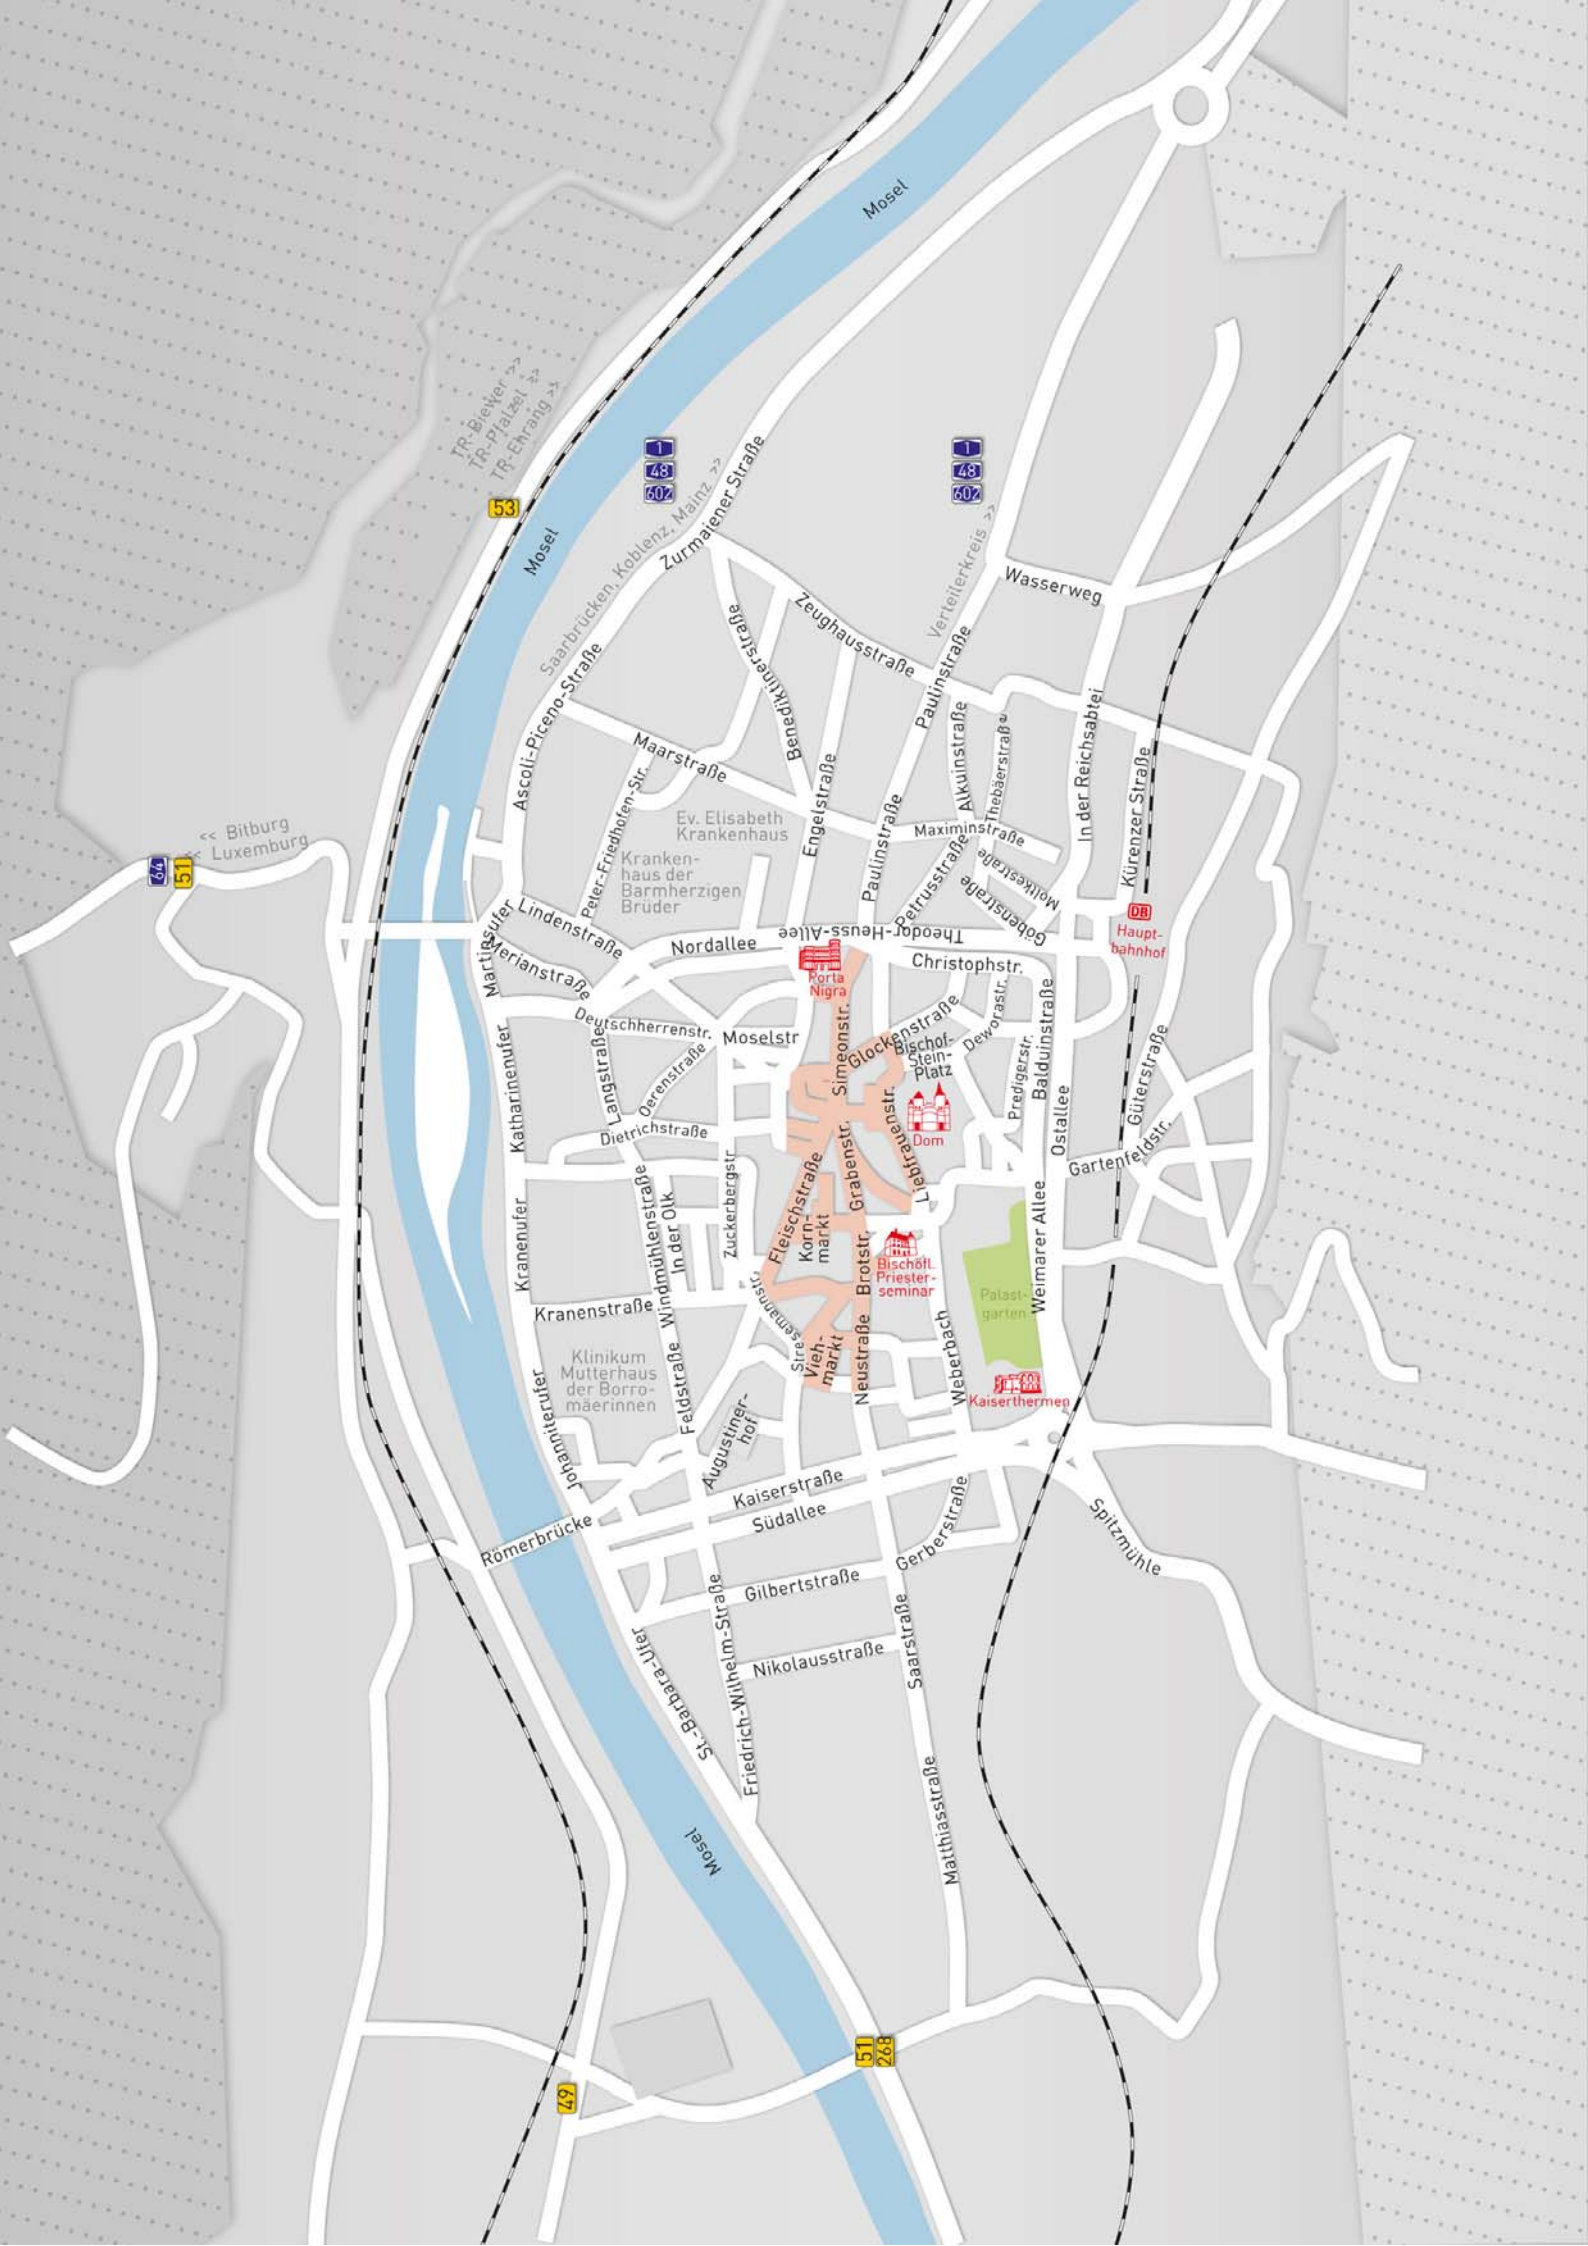 Mosel
TR-Biewer >>
TR-Pfalzel >>
TR-Ehrang >>
53
Mosel
1
48
602
1
48
602
Saarbrücken, Koblenz, Mainz >>
Zurmaiener Straße
Verteilerkreis >>
Wasserweg
Zeughausstraße
Benediktinerstraße
Ascoli-Piceno-Straße
Paulinstraße
Maarstraße
Peter-Friedhofen-Str.
Engelstraße
Paulinstraße
Alkuinstraße
Thebäerstraße
In der Reichsabtei
Kürenzer Straße
<< Bitburg
<< Luxemburg
64
51
Ev. Elisabeth
Krankenhaus
Kranken-
haus der
Barmherzigen
Brüder
Maximinstraße
Petrusstraße
Moltkestraße
Göbenstraße
Martinsufer
Lindenstraße
Merianstraße
Nordallee
Theodor-Heuss-Allee
DB
Haupt-
bahnhof
Porta
Nigra
Christophstr.
Deutschherrenstr.
Moselstr
Simeonstr.
Glockenstraße
Bischof-
Stein-
Platz
Deworastr.
Predigerstr.
Balduinstraße
Ostallee
Güterstraße
Katharinenufer
Langstraße
Oerenstraße
Dietrichstraße
Dom
Gartenfeldstr.
Liebfrauenstr.
Grabenstr.
Fleischstraße
Korn-
markt
Zuckerbergstr
Windmühlenstraße
In der Olk
Kranenufer
Kranenstraße
Brotstr.
Bischöfl.
Priester-
seminar
Palast-
garten
Weimarer Allee
Stresemannstr.
Vieh-
markt
Neustraße
Weberbach
Kaiserthermen
Klinikum
Mutterhaus
der Borro-
mäerinnen
Feldstraße
Johanniterufer
Augustiner-
hof
Kaiserstraße
Südallee
Römerbrücke
Gerberstraße
Spitzmühle
Gilbertstraße
Nikolausstraße
Saarstraße
Friedrich-Wilhelm-Straße
St.-Barbara-Ufer
Matthiasstraße
Mosel
51
268
49